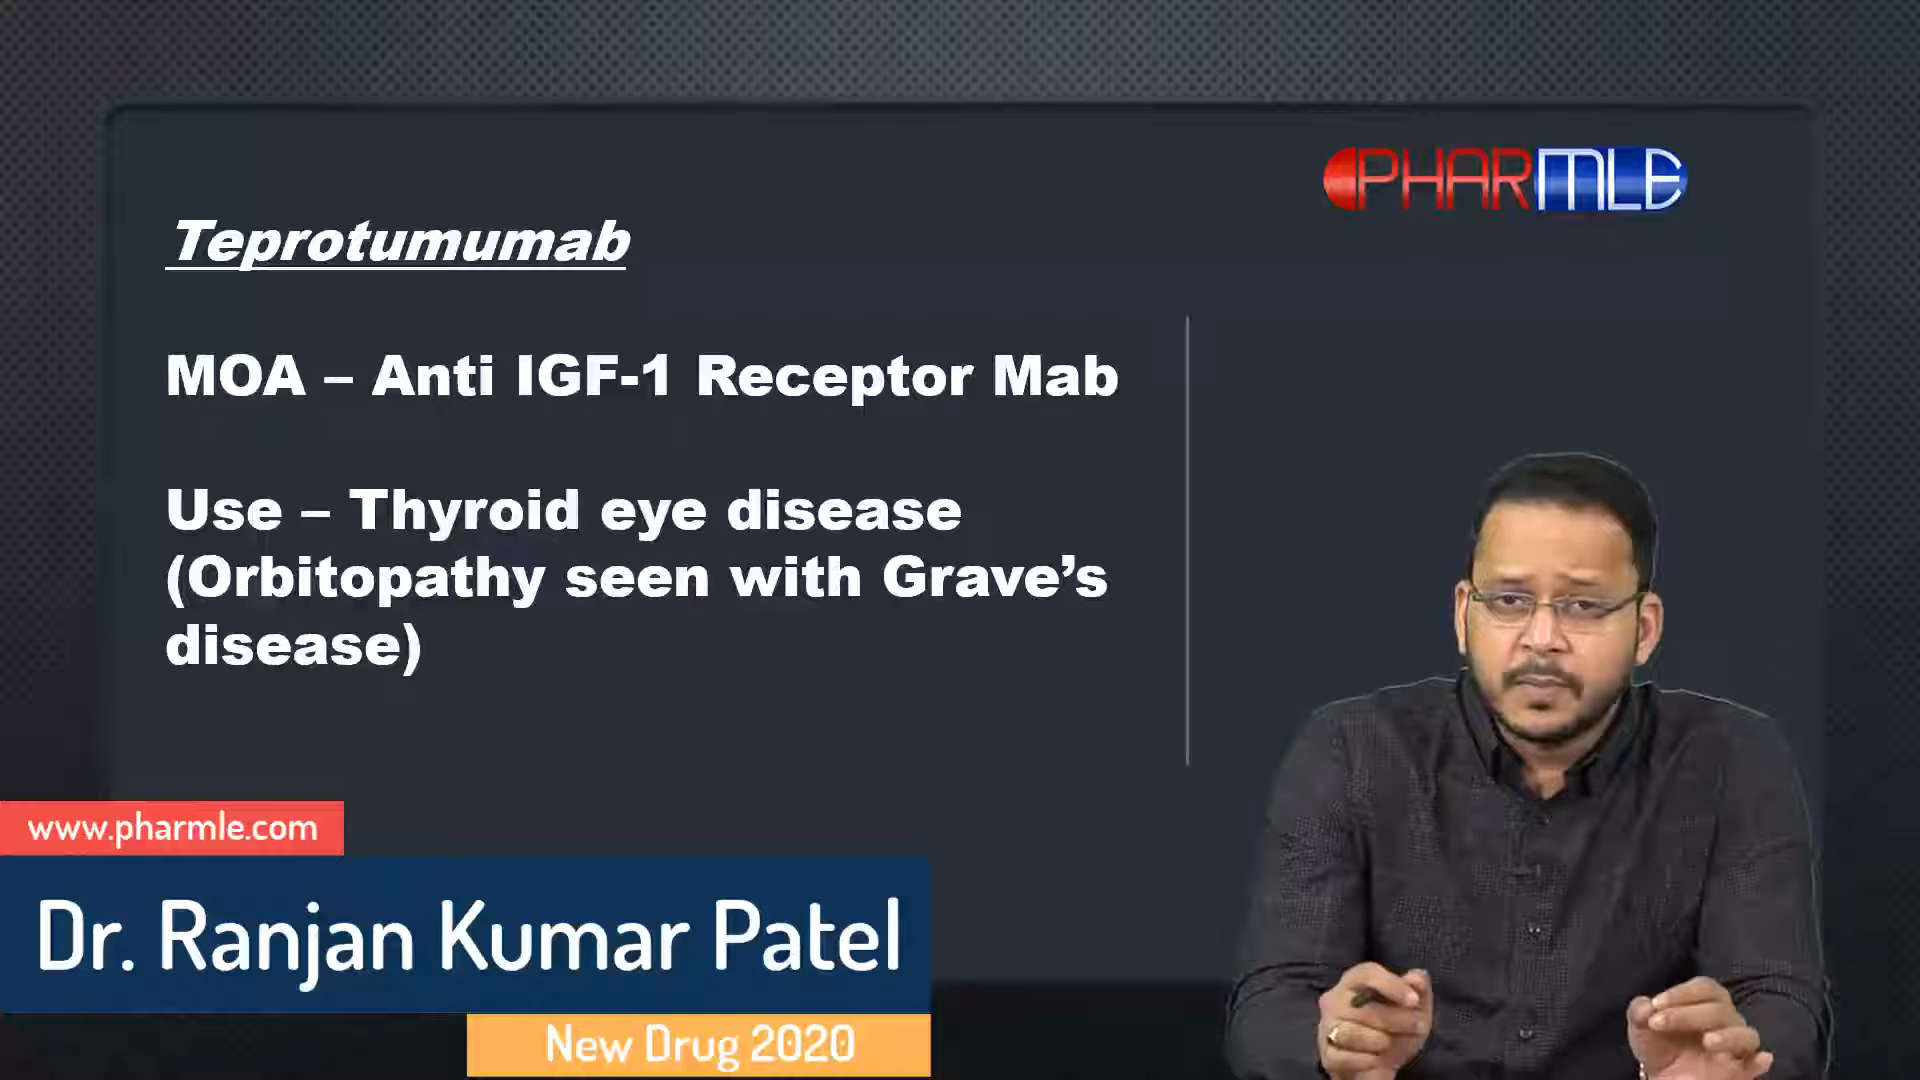 PHARMLE
Teprotumumab
MOA – Anti IGF-1 Receptor Mab
Use – Thyroid eye disease
(Orbitopathy seen with Grave’s
disease)
www.pharmle.com
Dr. Ranjan Kumar Patel
New Drug 2020